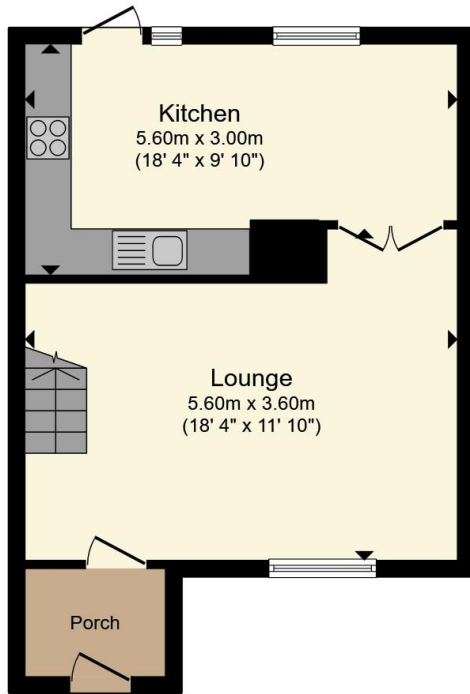 Kitchen
5.60m x 3.00m
(18' 4" x 9' 10")
Lounge
5.60m x 3.60m
(18' 4" x 11' 10")
Porch